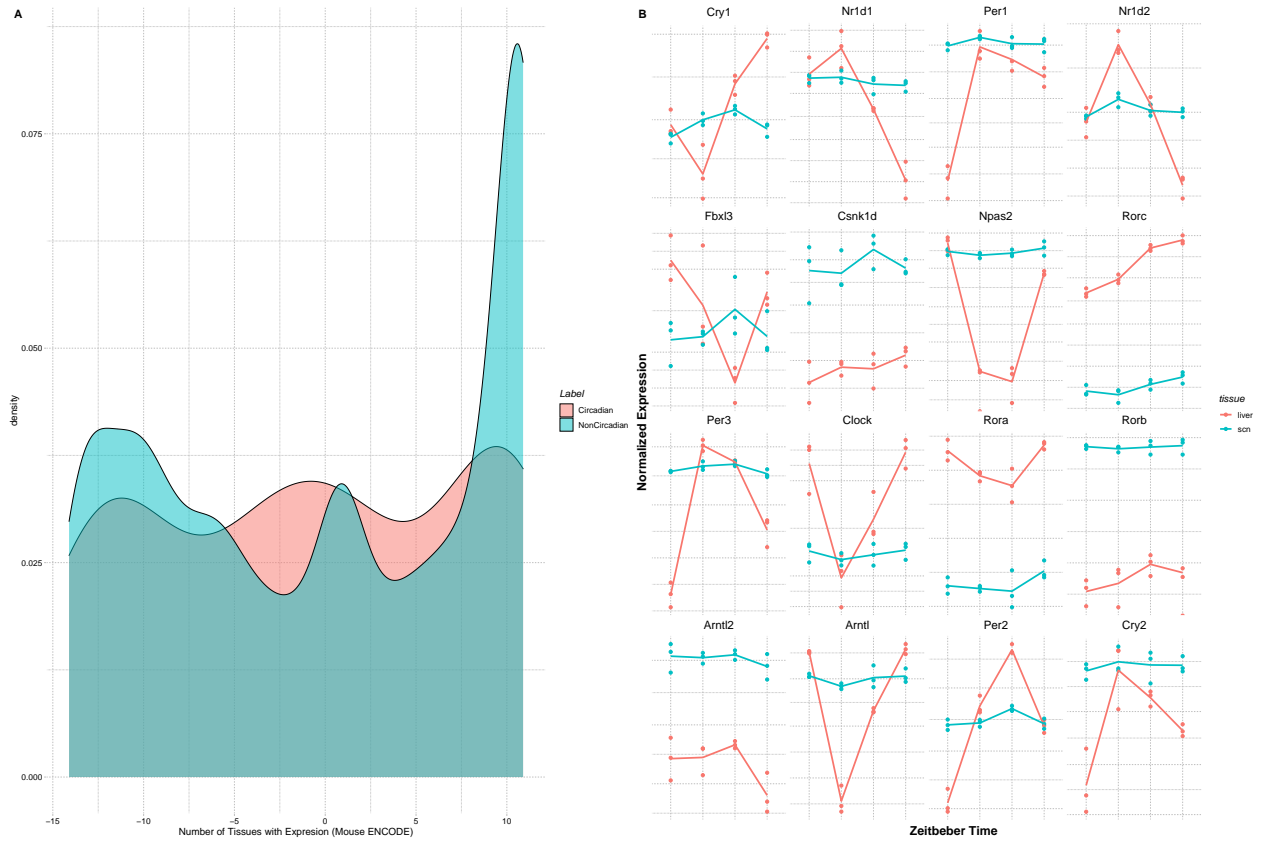 A
0.075
0.050
0.025
0.000
density
−15
−10
−5
0
5
10
Number of Tissues with Expresion (Mouse ENCODE)
Label
Circadian
NonCircadian
B
Cry1
Nr1d1
Per1
Nr1d2
Fbxl3
Csnk1d
Npas2
Rorc
Per3
Clock
Rora
Rorb
Arntl2
Arntl
Per2
Cry2
Normalized Expression
Zeitbeber Time
tissue
liver
scn